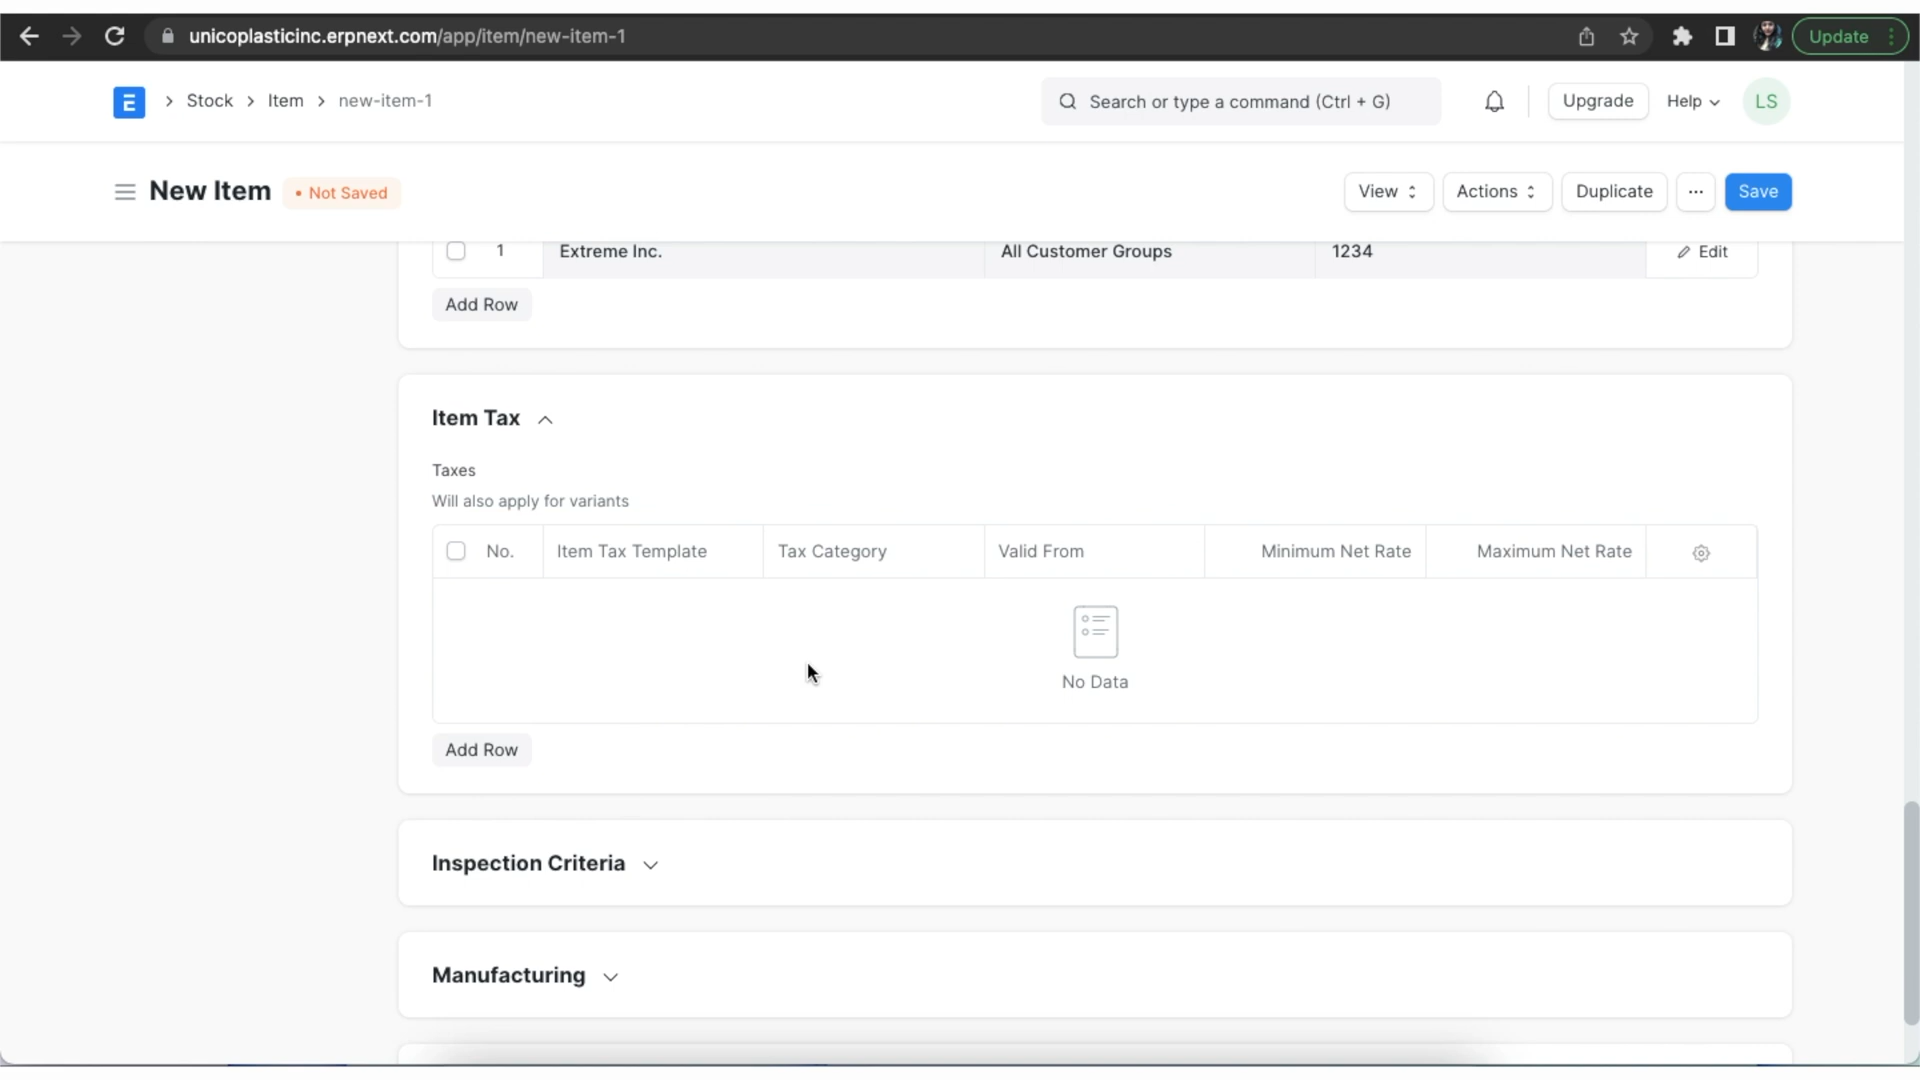 unicoplasticinc.erpnext.com/app/item/new-item-1
Update
E
Stock
Item
new-item-1
Search or type a command (Ctrl + G)
Upgrade
Help
LS
New Item
• Not Saved
View
Actions
Duplicate
...
Save
1 Extreme Inc. All Customer Groups 1234 Edit
Add Row
Item Tax
Taxes
Will also apply for variants
No. Item Tax Template Tax Category Valid From Minimum Net Rate Maximum Net Rate
No Data
Add Row
Inspection Criteria
Manufacturing